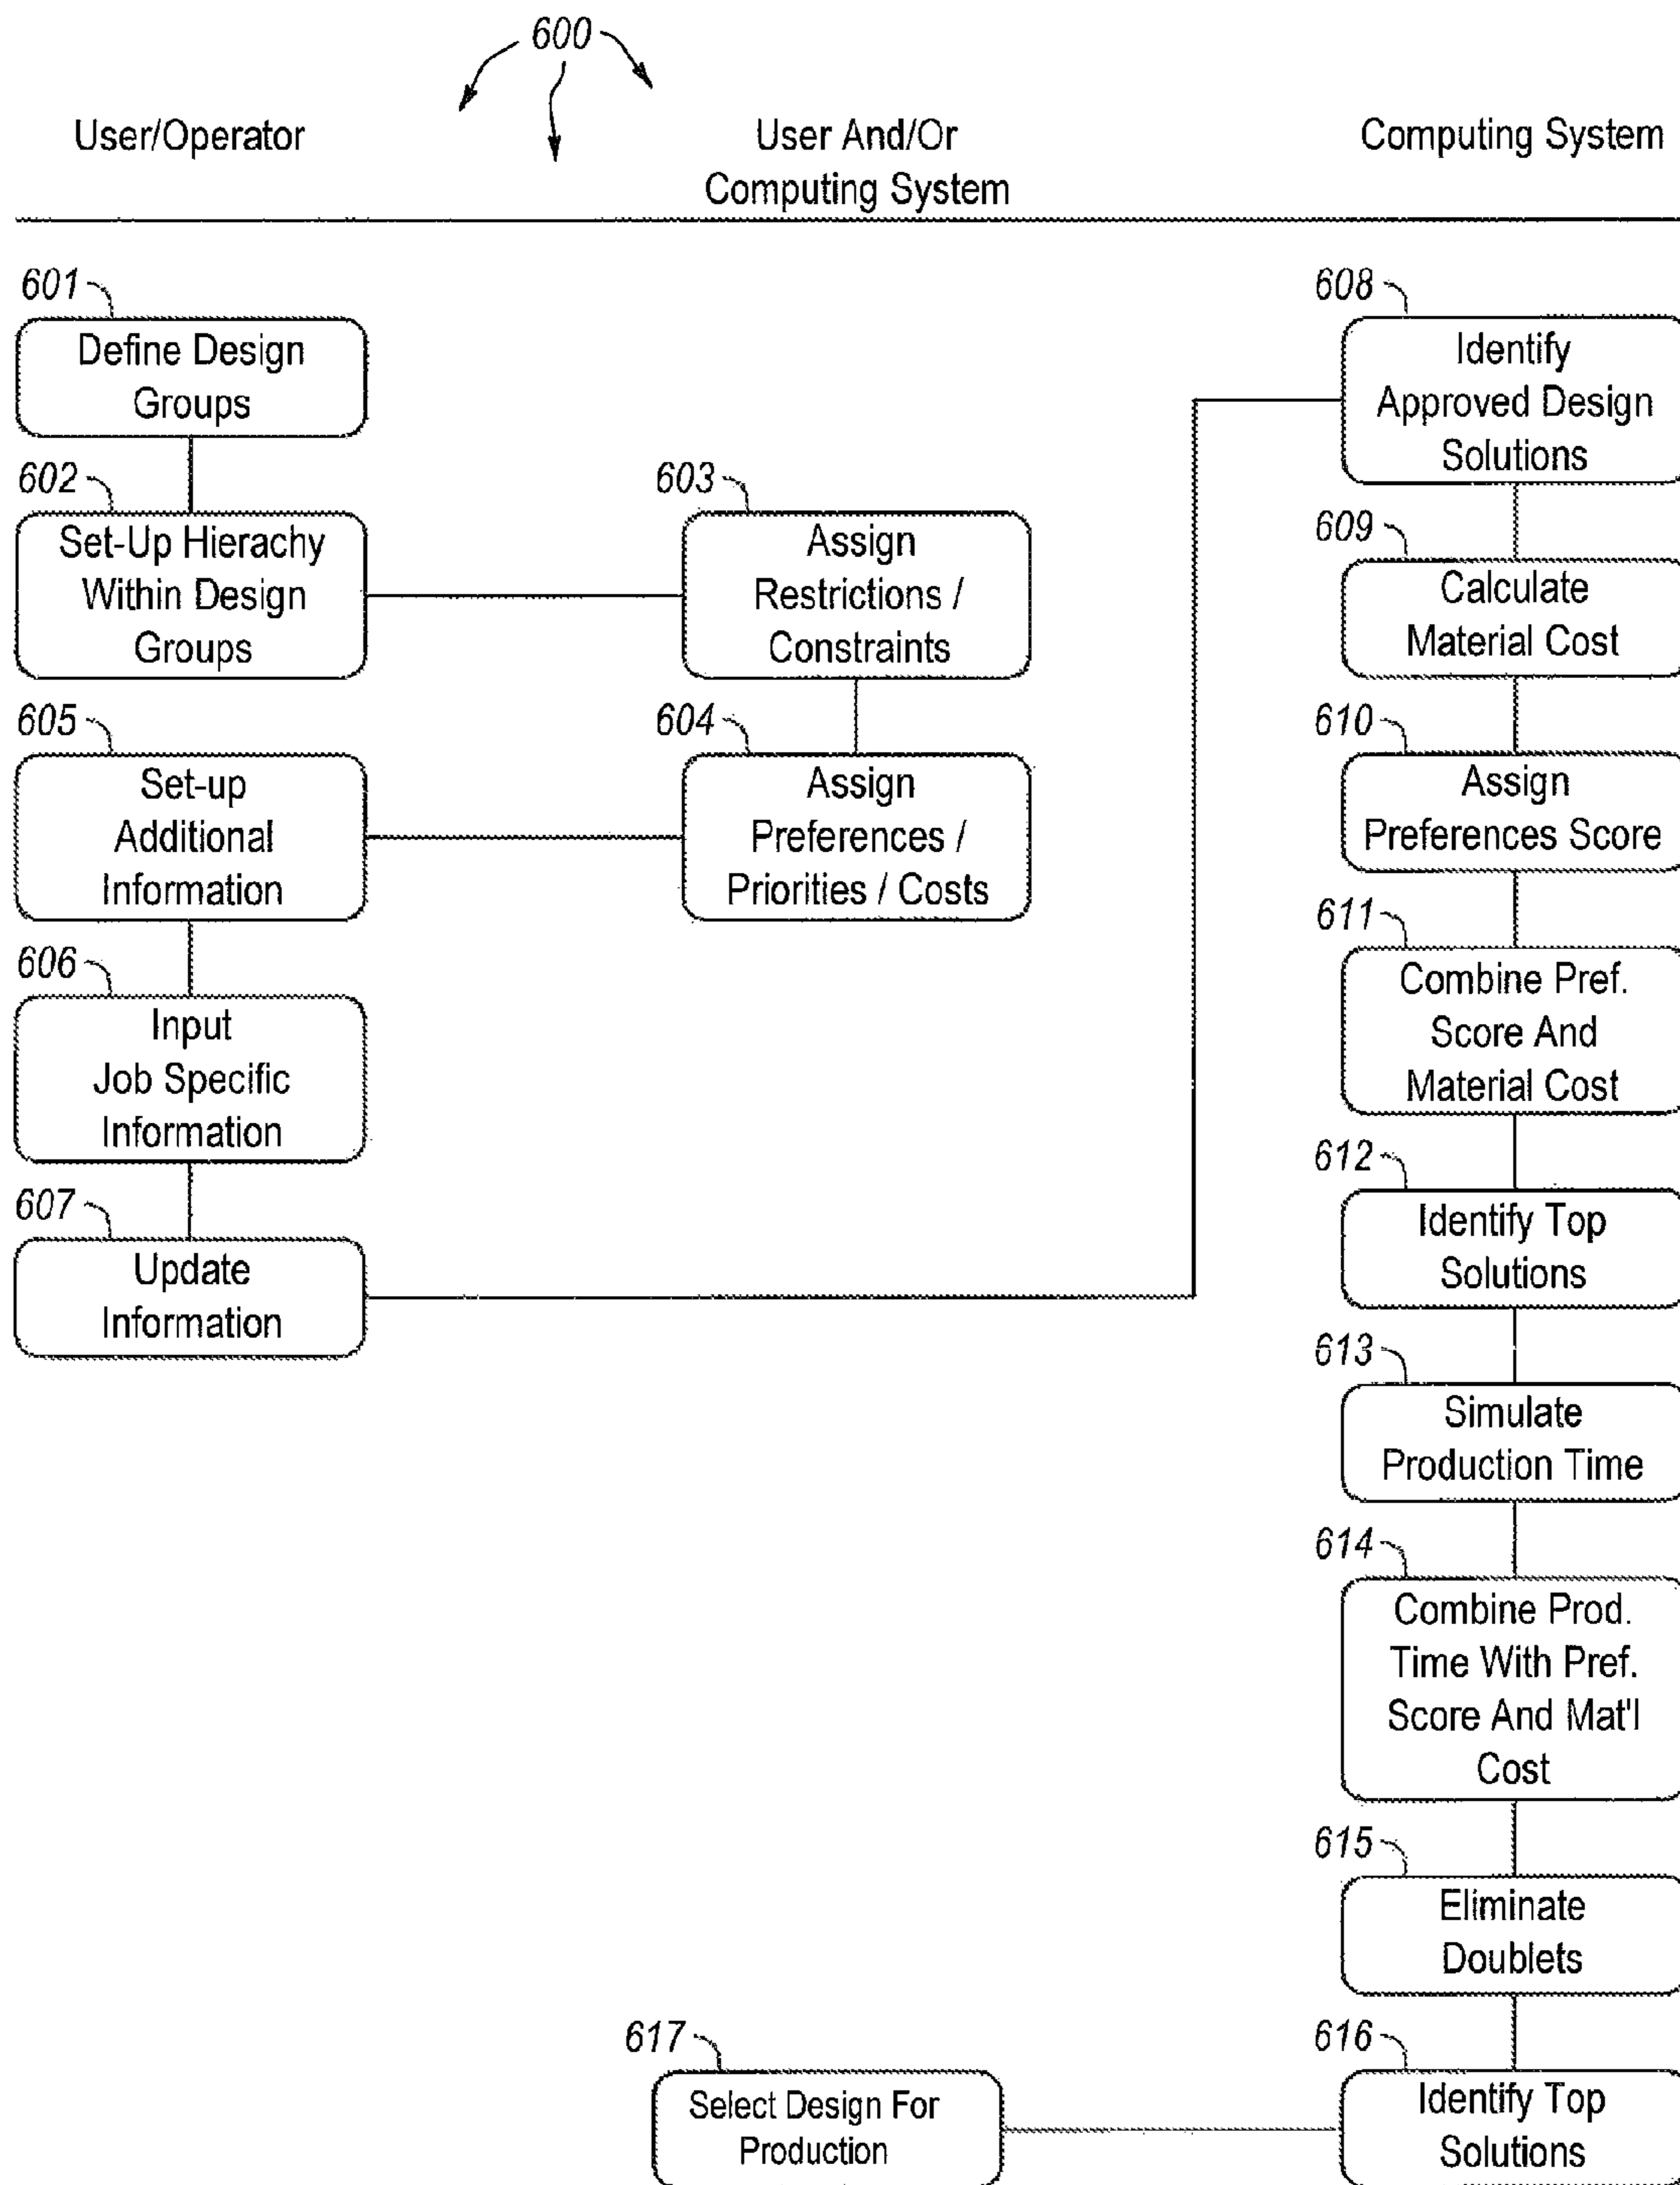 600
User/Operator
User And/Or
Computing System
Computing System
601
Define Design
Groups
602
Set-Up Hierachy
Within Design
Groups
603
Assign
Restrictions /
Constraints
604
Assign
Preferences /
Priorities / Costs
605
Set-up
Additional
Information
606
Input
Job Specific
Information
607
Update
Information
608
Identify
Approved Design
Solutions
609
Calculate
Material Cost
610
Assign
Preferences Score
611
Combine Pref.
Score And
Material Cost
612
Identify Top
Solutions
613
Simulate
Production Time
614
Combine Prod.
Time With Pref.
Score And Mat'l
Cost
615
Eliminate
Doublets
616
Identify Top
Solutions
617
Select Design For
Production